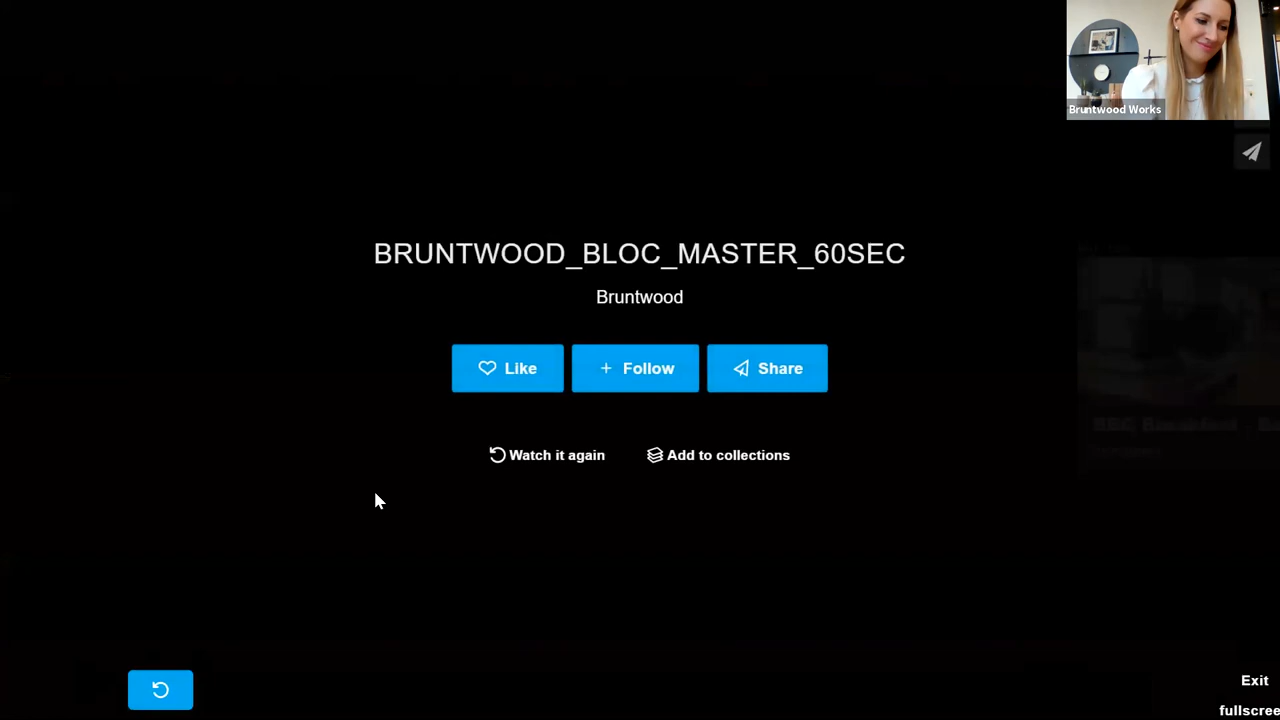 Bruntwood Works
BRUNTWOOD_BLOC_MASTER_60SEC
Bruntwood
Like
Follow
Share
Watch it again
Add to collections
Exit
fullscree